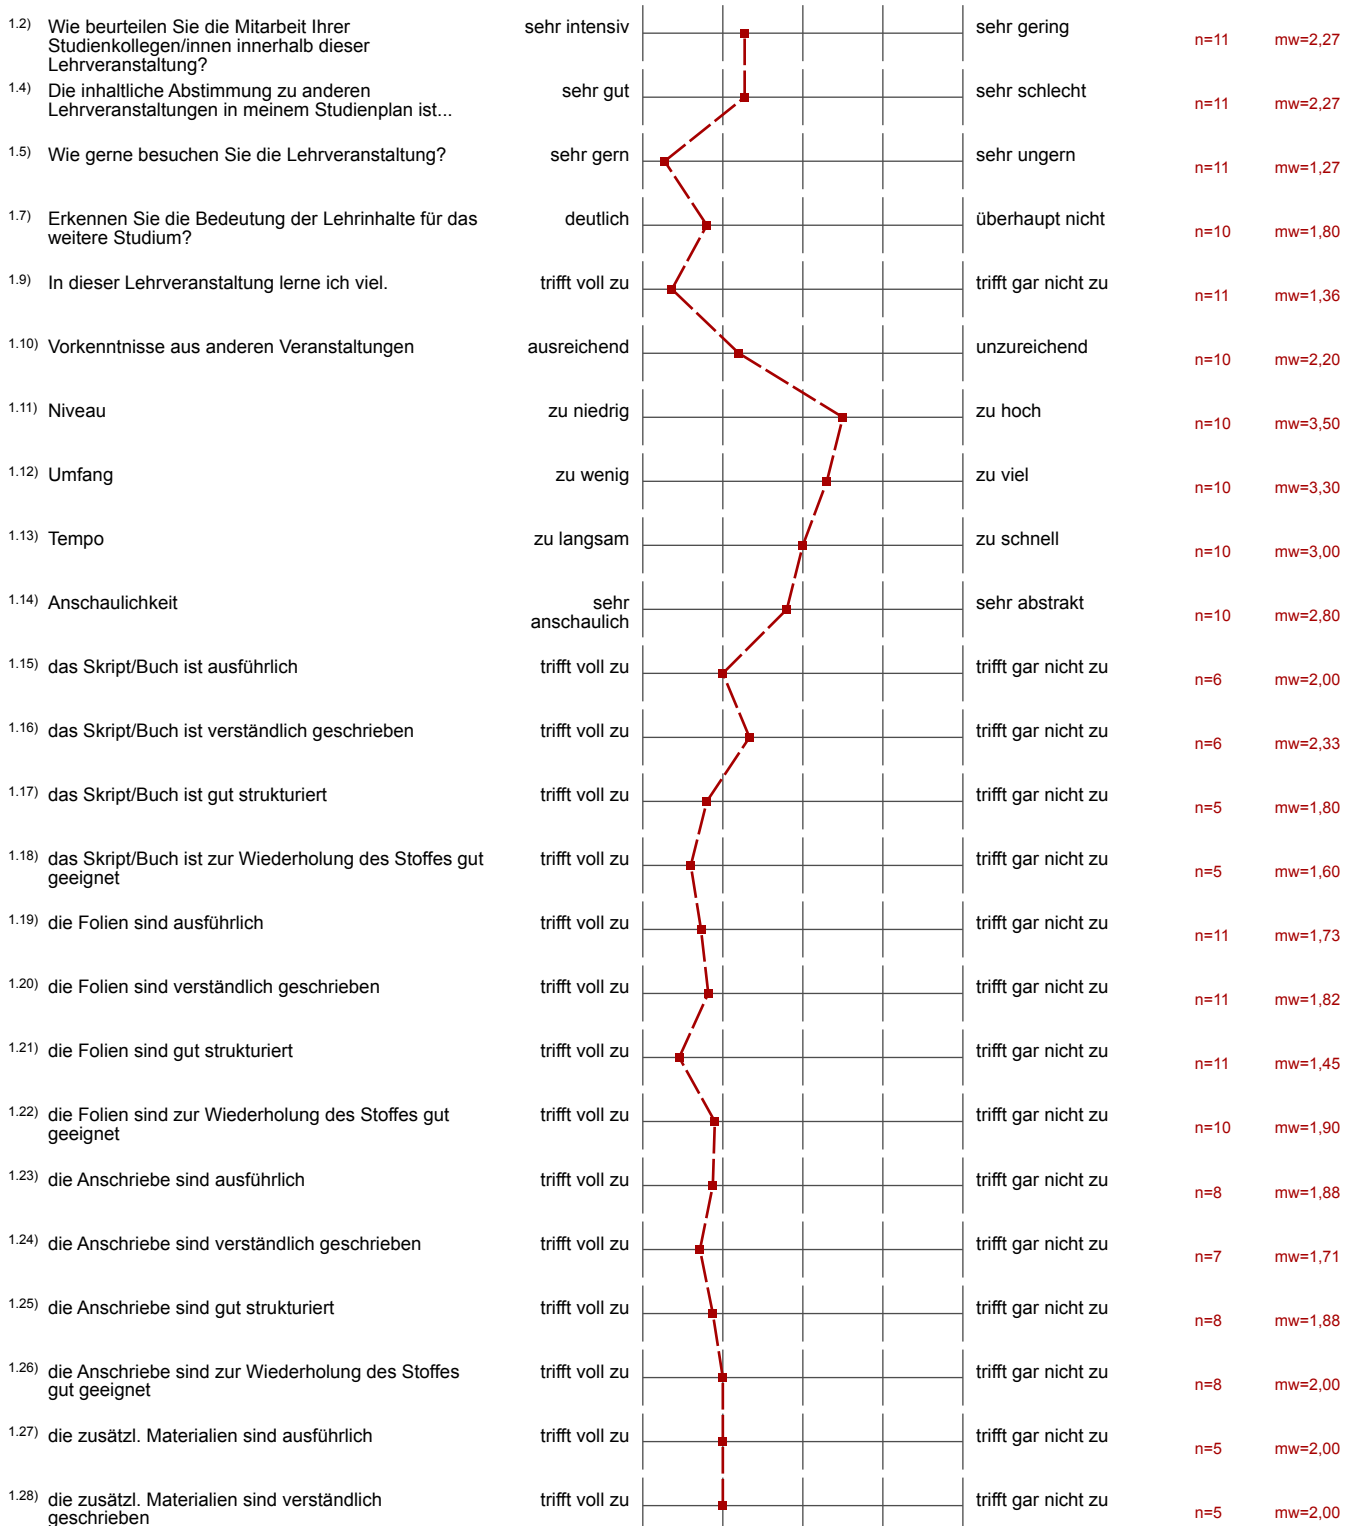 1.2) Wie beurteilen Sie die Mitarbeit Ihrer
Studienkollegen/innen innerhalb dieser
Lehrveranstaltung?
sehr intensiv
sehr gering
n=11 mw=2,27
1.4) Die inhaltliche Abstimmung zu anderen
Lehrveranstaltungen in meinem Studienplan ist...
sehr gut
sehr schlecht
n=11 mw=2,27
1.5) Wie gerne besuchen Sie die Lehrveranstaltung?
sehr gern
sehr ungern
n=11 mw=1,27
1.7) Erkennen Sie die Bedeutung der Lehrinhalte für das
weitere Studium?
deutlich
überhaupt nicht
n=10 mw=1,80
1.9) In dieser Lehrveranstaltung lerne ich viel.
trifft voll zu
trifft gar nicht zu
n=11 mw=1,36
1.10) Vorkenntnisse aus anderen Veranstaltungen
ausreichend
unzureichend
n=10 mw=2,20
1.11) Niveau
zu niedrig
zu hoch
n=10 mw=3,50
1.12) Umfang
zu wenig
zu viel
n=10 mw=3,30
1.13) Tempo
zu langsam
zu schnell
n=10 mw=3,00
1.14) Anschaulichkeit
sehr
anschaulich
sehr abstrakt
n=10 mw=2,80
1.15) das Skript/Buch ist ausführlich
trifft voll zu
trifft gar nicht zu
n=6 mw=2,00
1.16) das Skript/Buch ist verständlich geschrieben
trifft voll zu
trifft gar nicht zu
n=6 mw=2,33
1.17) das Skript/Buch ist gut strukturiert
trifft voll zu
trifft gar nicht zu
n=5 mw=1,80
1.18) das Skript/Buch ist zur Wiederholung des Stoffes gut
geeignet
trifft voll zu
trifft gar nicht zu
n=5 mw=1,60
1.19) die Folien sind ausführlich
trifft voll zu
trifft gar nicht zu
n=11 mw=1,73
1.20) die Folien sind verständlich geschrieben
trifft voll zu
trifft gar nicht zu
n=11 mw=1,82
1.21) die Folien sind gut strukturiert
trifft voll zu
trifft gar nicht zu
n=11 mw=1,45
1.22) die Folien sind zur Wiederholung des Stoffes gut
geeignet
trifft voll zu
trifft gar nicht zu
n=10 mw=1,90
1.23) die Anschriebe sind ausführlich
trifft voll zu
trifft gar nicht zu
n=8 mw=1,88
1.24) die Anschriebe sind verständlich geschrieben
trifft voll zu
trifft gar nicht zu
n=7 mw=1,71
1.25) die Anschriebe sind gut strukturiert
trifft voll zu
trifft gar nicht zu
n=8 mw=1,88
1.26) die Anschriebe sind zur Wiederholung des Stoffes
gut geeignet
trifft voll zu
trifft gar nicht zu
n=8 mw=2,00
1.27) die zusätzl. Materialien sind ausführlich
trifft voll zu
trifft gar nicht zu
n=5 mw=2,00
1.28) die zusätzl. Materialien sind verständlich
geschrieben
trifft voll zu
trifft gar nicht zu
n=5 mw=2,00